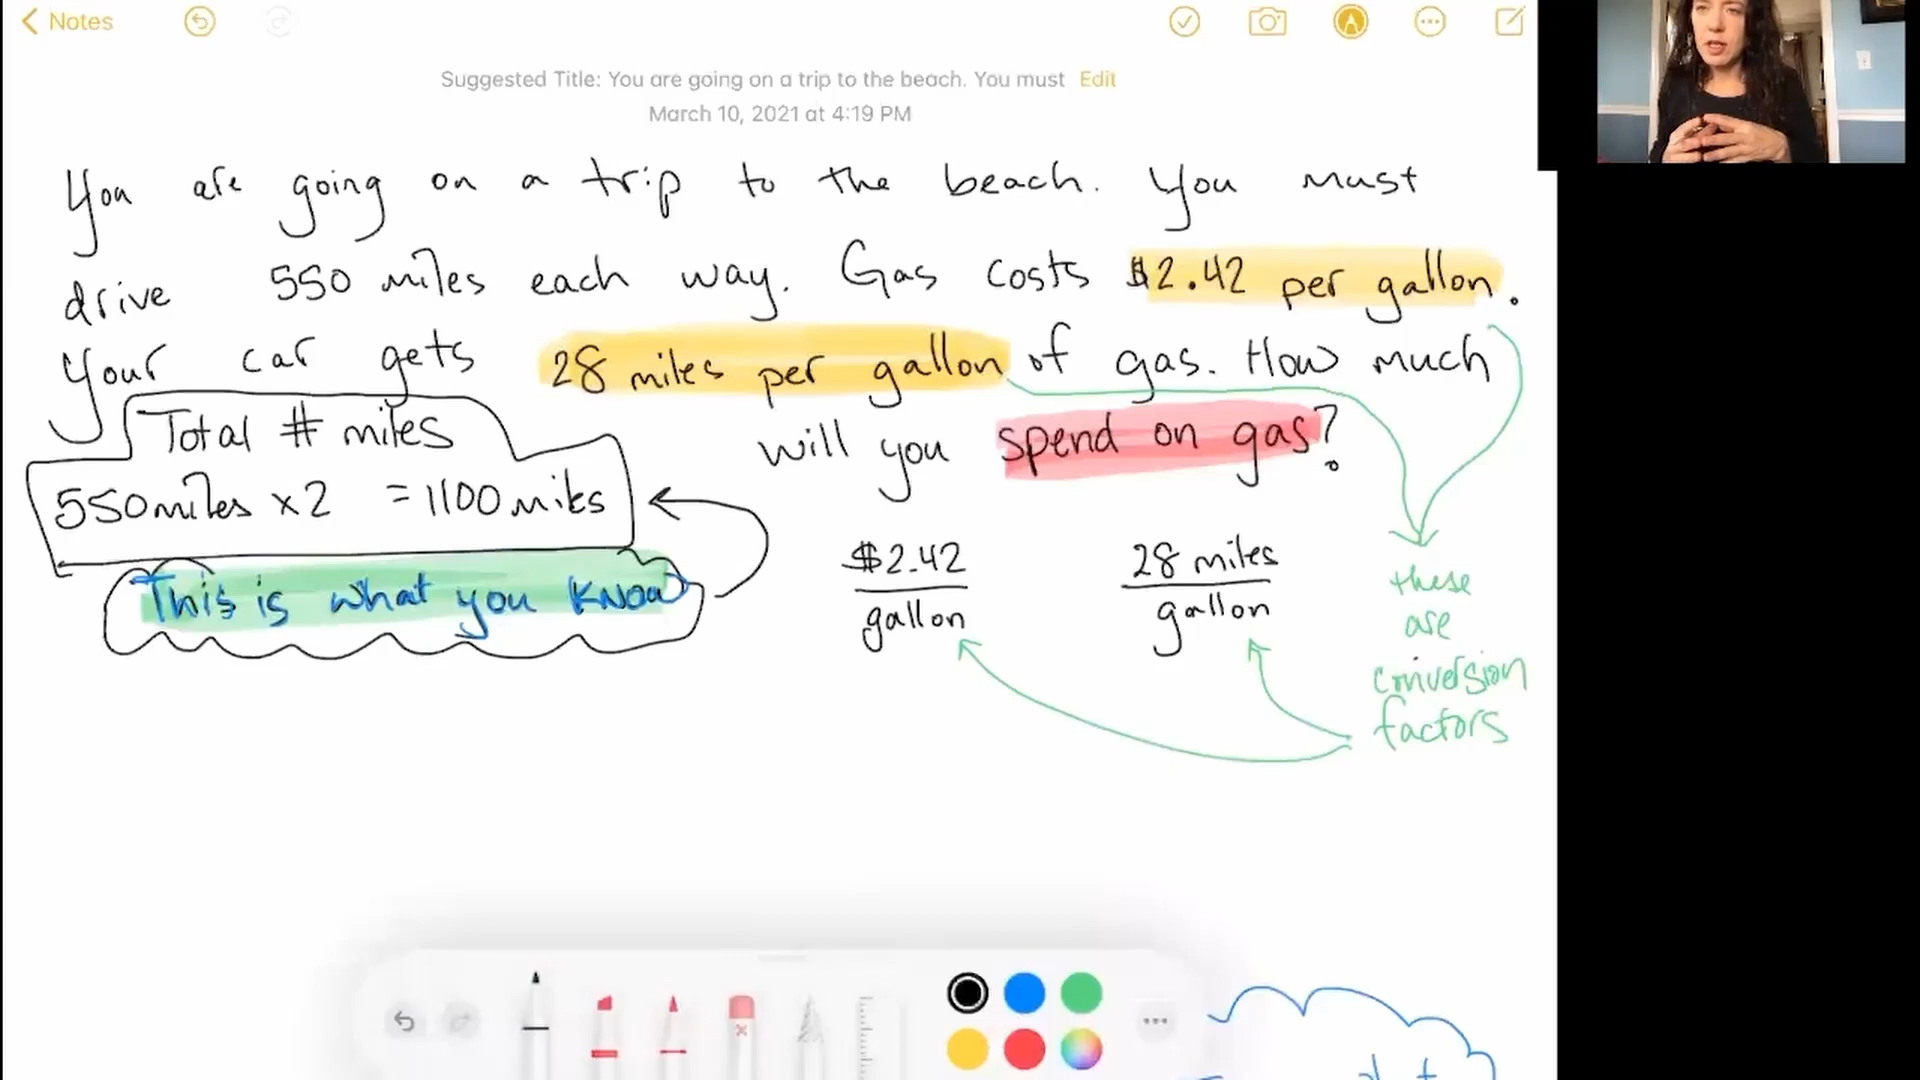 Notes
Suggested Title: You are going on a trip to the beach. You must Edit
March 10, 2021 at 4:19 PM
You are going on a trip to the beach. You must
drive 550 miles each way. Gas costs $2.42 per gallon.
Your car gets 28 miles per gallon of gas. How much
will you spend on gas?
Total # miles
550 miles x 2 = 1100 miles
This is what you know
$2.42
gallon
28 miles
gallon
these
are
conversion
factors